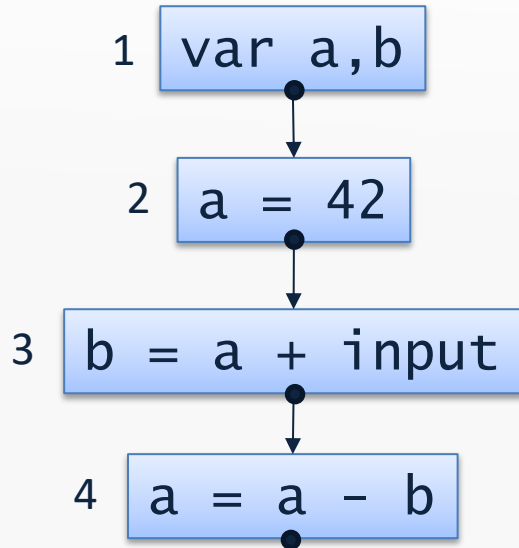 1 var a,b
2 a = 42
3 b = a + input
4 a = a - b